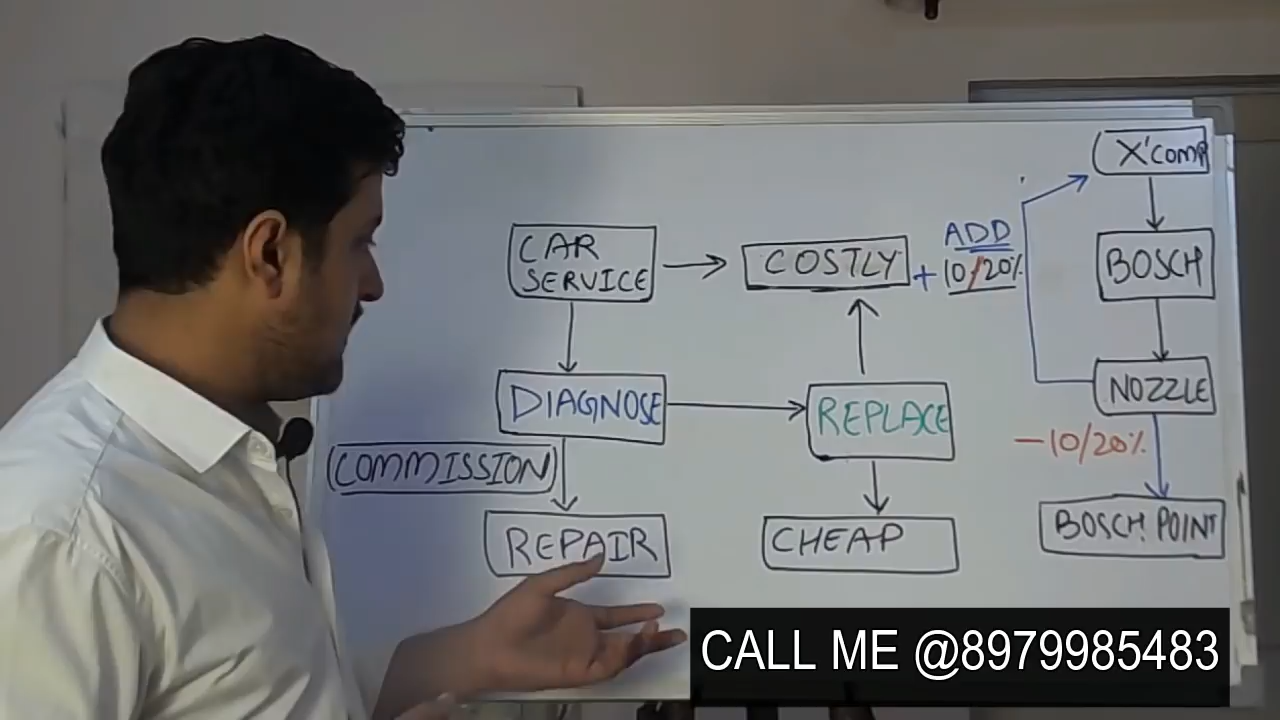 X'COMP
CAR
SERVICE
COSTLY
+
ADD
10/20%
BOSCH
DIAGNOSE
REPLACE
NOZZLE
-10/20%
COMMISSION
REPAIR
CHEAP
BOSCH POINT
CALL ME @8979985483